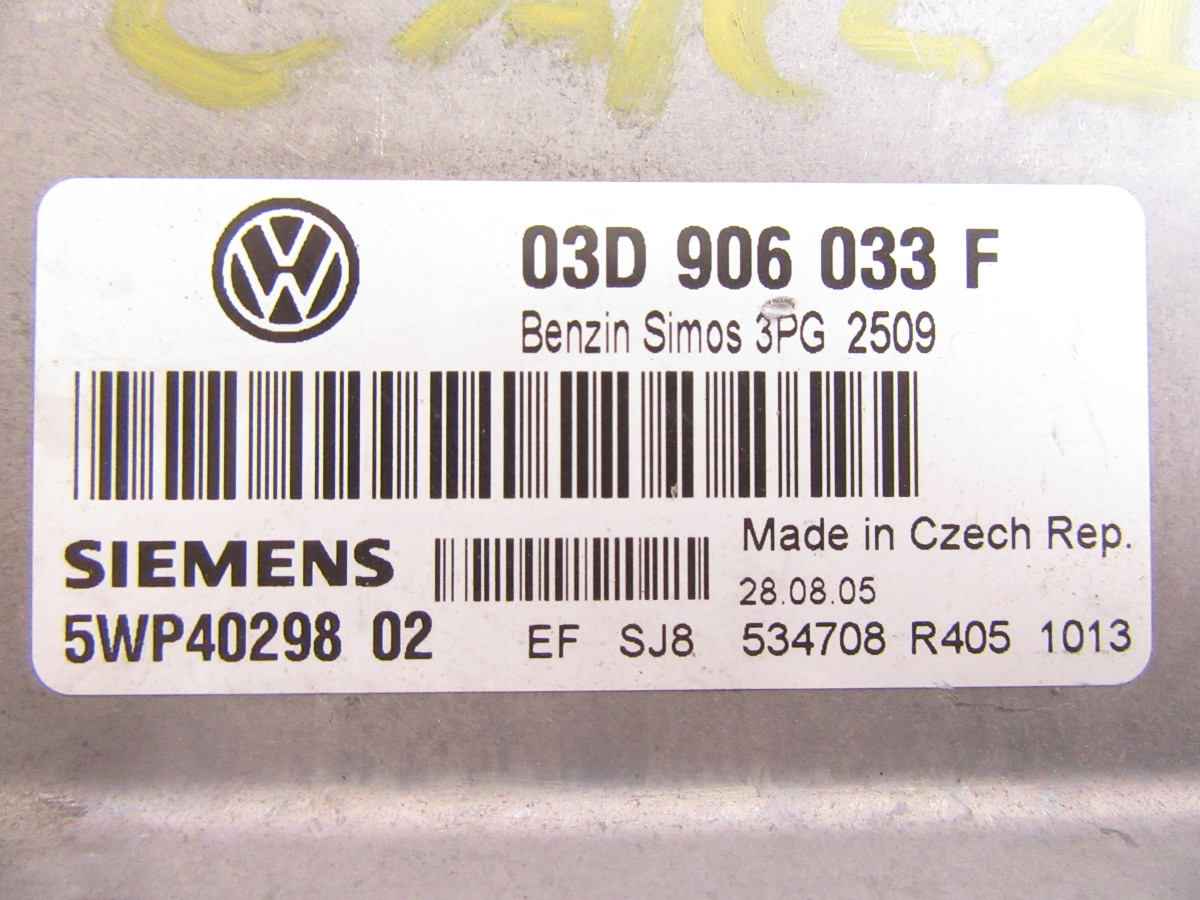 03D 906 033 F
Benzin Simos 3PG 2509
SIEMENS
Made in Czech Rep.
28.08.05
5WP40298 02
EF SJ8 534708 R405 1013